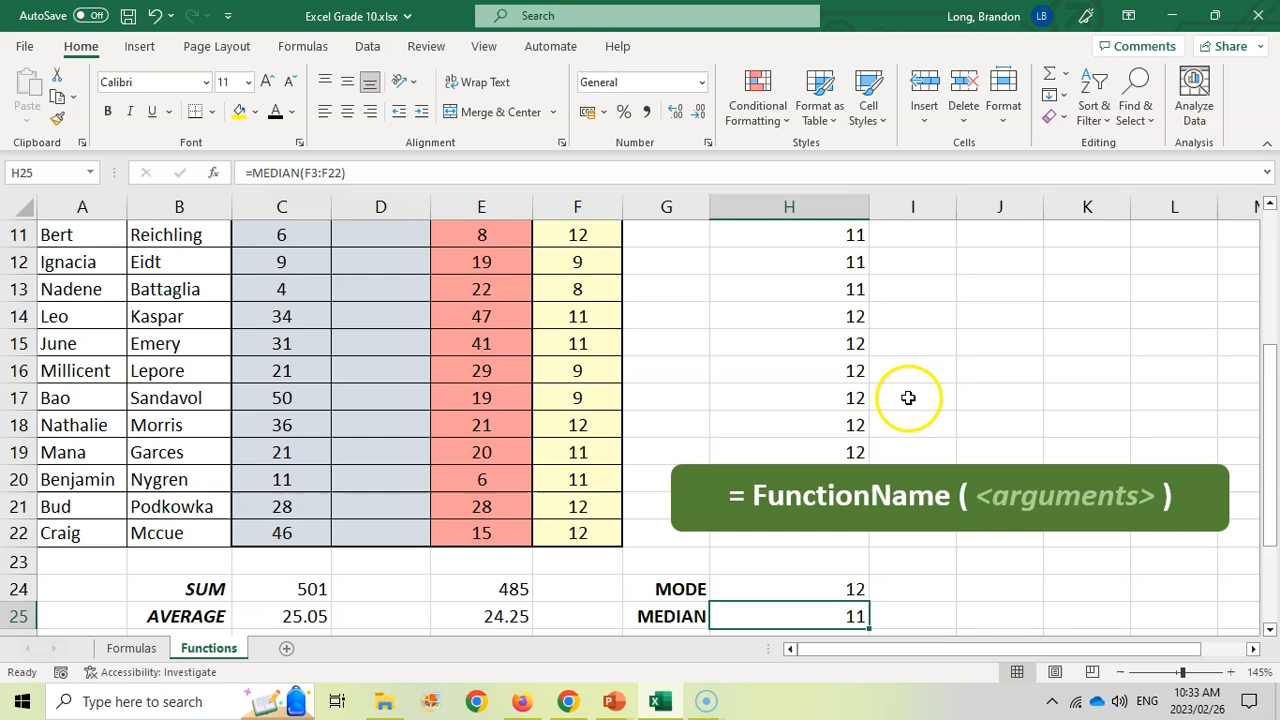 AutoSave Off Excel Grade 10.xlsx Search Long, Brandon LB
File Home Insert Page Layout Formulas Data Review View Automate Help Comments Share
Paste Calibri 11 A A Wrap Text General Conditional Formatting Format as Table Cell Styles Insert Delete Format Sort & Filter Find & Select Analyze Data
B I U A Merge & Center % ,
Clipboard Font Alignment Number Styles Cells Editing Analysis
H25 fx =MEDIAN(F3:F22)
A B C D E F G H I J K L
11 Bert Reichling 6 8 12 11
12 Ignacia Eidt 9 19 9 11
13 Nadene Battaglia 4 22 8 11
14 Leo Kaspar 34 47 11 12
15 June Emery 31 41 11 12
16 Millicent Lepore 21 29 9 12
17 Bao Sandavol 50 19 9 12
18 Nathalie Morris 36 21 12 12
19 Mana Garces 21 20 11 12
20 Benjamin Nygren 11 6 11
= FunctionName ( <arguments> )
21 Bud Podkowka 28 28 12
22 Craig Mccue 46 15 12
23
24 SUM 501 485 MODE 12
25 AVERAGE 25.05 24.25 MEDIAN 11
Formulas Functions
Ready Accessibility: Investigate 145%
Type here to search ENG 10:33 AM
2023/02/26